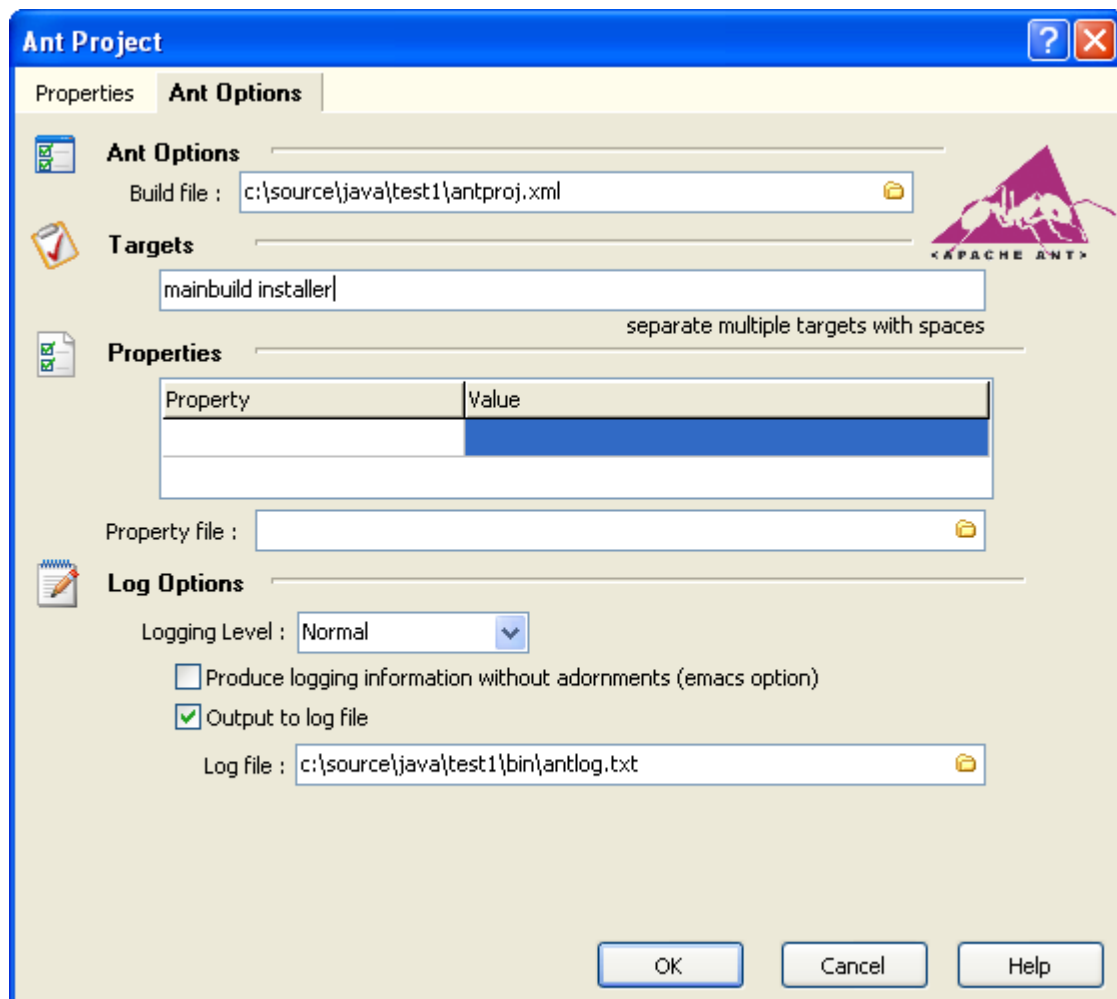 Ant Project
Properties Ant Options
Ant Options
Build file : c:\source\java\test1\antproj.xml
<APACHE ANT>
Targets
mainbuild installer
separate multiple targets with spaces
Properties
Property Value
Property file :
Log Options
Logging Level : Normal
Produce logging information without adornments (emacs option)
Output to log file
Log file : c:\source\java\test1\bin\antlog.txt
OK Cancel Help